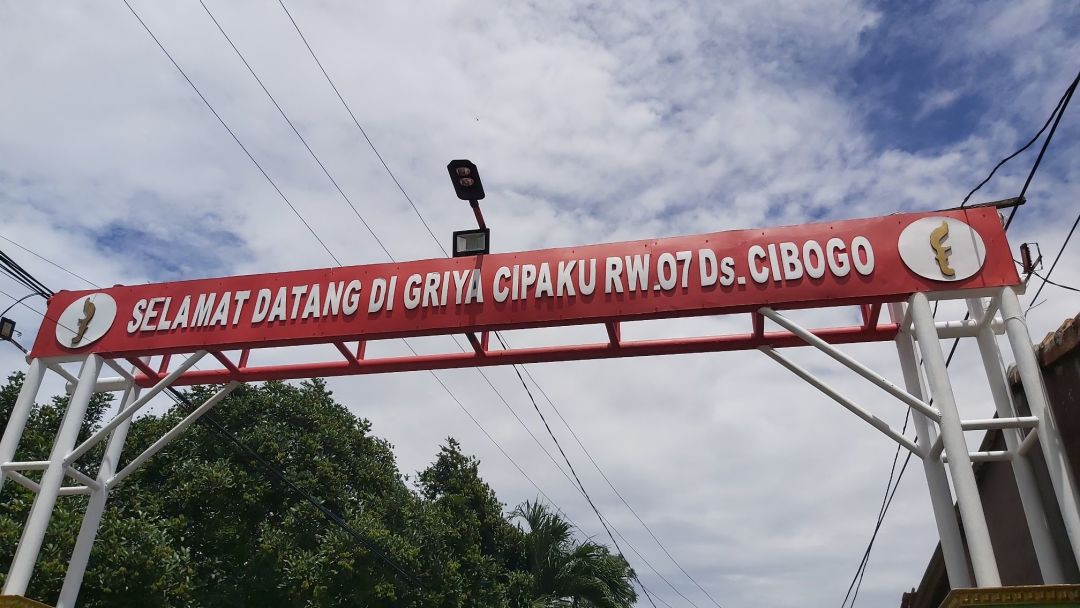 SELAMAT DATANG DI GRIYA CIPAKU RW.07 Ds.CIBOGO